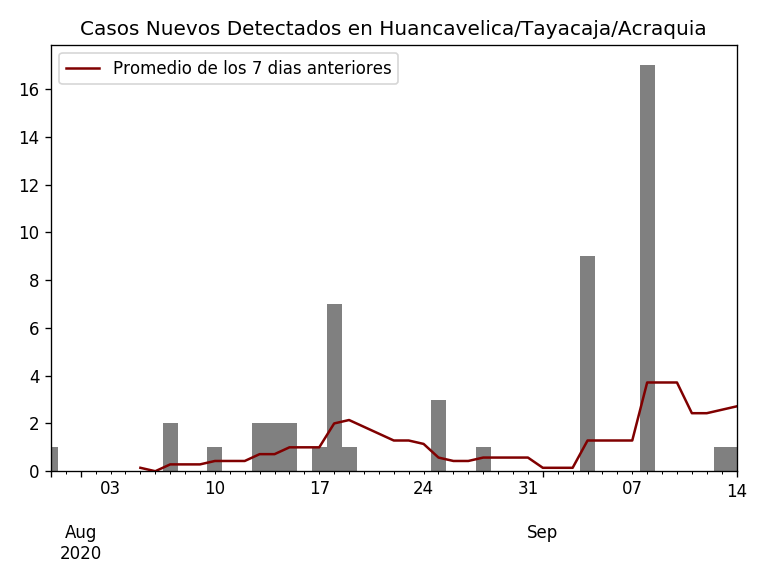 Casos Nuevos Detectados en Huancavelica/Tayacaja/Acraquia
Promedio de los 7 dias anteriores
16
14
12
10
8
6
4
2
0
03 10 17 24 31 07 14
Aug Sep
2020